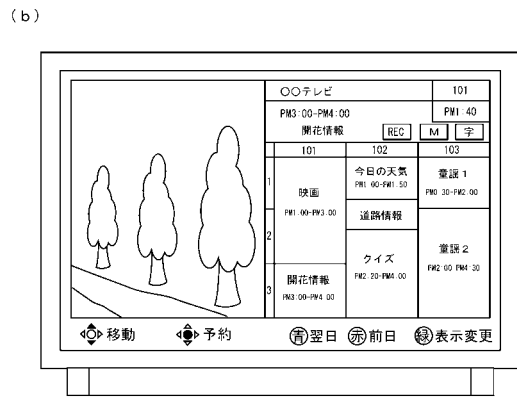 (b)
○○テレビ 101
PM3:00-PM4:00 PM1:40
開花情報 REC M 字
101 102 103
1 映画 PM1.00-PM3.00
2
3 開花情報 PM3:00-PM4 00
今日の天気 PM1 00-PM1.50
道路情報
クイズ PM2.20-PM4.00
童謡1 PM0 30-PM2.00
童謡2 PM2:00 PM4:30
移動 予約 青翌日 赤前日 緑表示変更